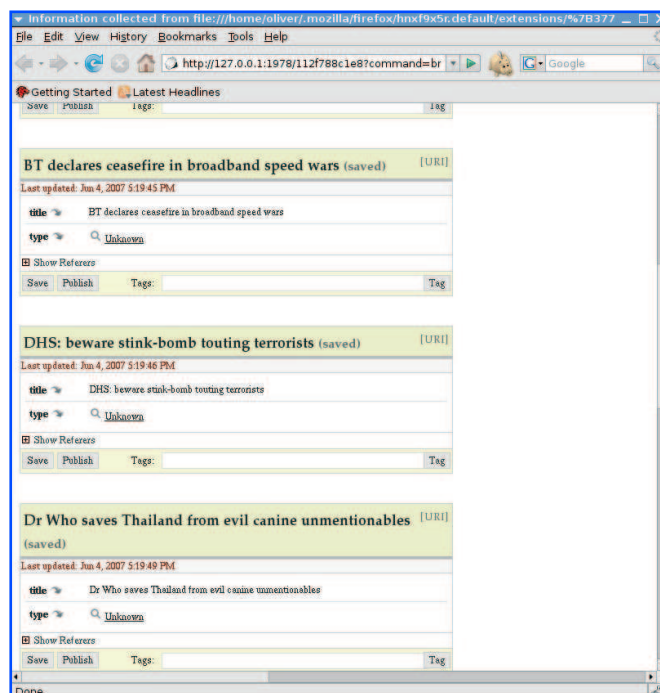 Information collected from file:///home/oliver/.mozilla/firefox/hnxf9x5r.default/extensions/%7B377
File Edit View History Bookmarks Tools Help
http://127.0.0.1:1978/112f788c1e8?command=br G Google
Getting Started Latest Headlines
Save Publish Tags: Tag
BT declares ceasefire in broadband speed wars (saved) [URI]
Last updated: Jun 4, 2007 5:19:45 PM
title BT declares ceasefire in broadband speed wars
type Unknown
Show Referers
Save Publish Tags: Tag
DHS: beware stink-bomb touting terrorists (saved) [URI]
Last updated: Jun 4, 2007 5:19:46 PM
title DHS: beware stink-bomb touting terrorists
type Unknown
Show Referers
Save Publish Tags: Tag
Dr Who saves Thailand from evil canine unmentionables [URI]
(saved)
Last updated: Jun 4, 2007 5:19:49 PM
title Dr Who saves Thailand from evil canine unmentionables
type Unknown
Show Referers
Save Publish Tags: Tag
Done